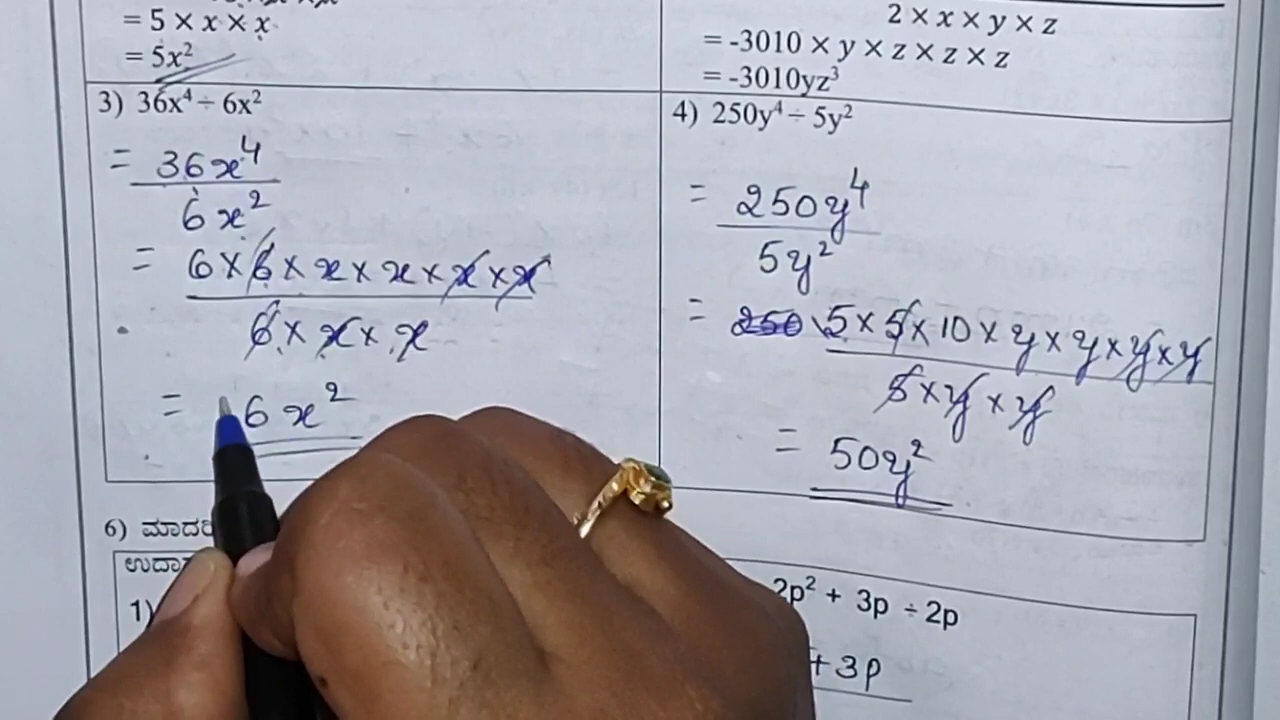 = 5 × x × x
= 5x²
2 × x × y × z
= -3010 × y × z × z × z
= -3010yz³
3) 36x⁴ ÷ 6x²
= 36x⁴
6x²
= 6 × 6 × x × x × x × x
6 × x × x
= 6x²
4) 250y⁴ ÷ 5y²
= 250y⁴
5y²
= 250 5 × 5 × 10 × y × y × y × y
5 × y × y
= 50y²
6)
1)
2p² + 3p ÷ 2p
+ 3p